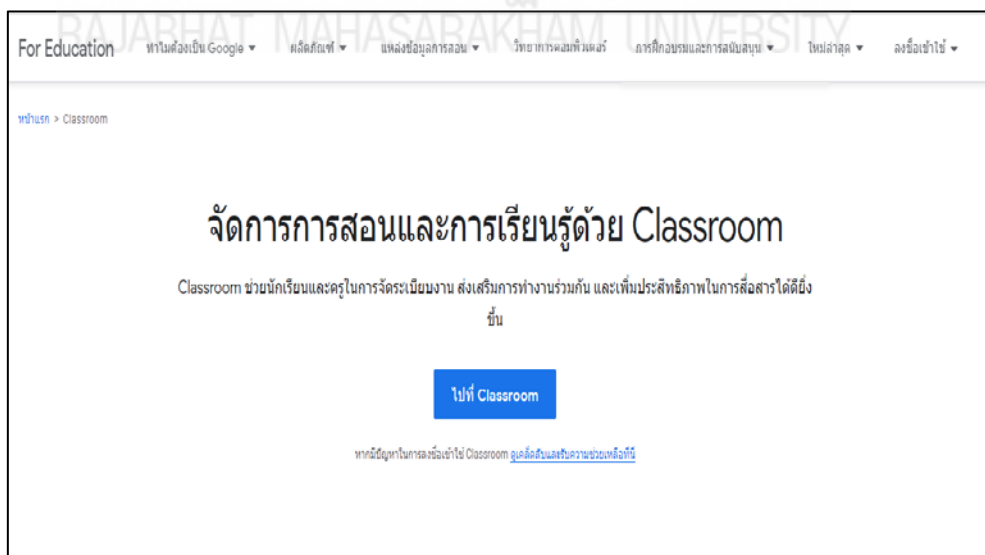 RAJABHAT MAHASARAKHAM UNIVERSITY
For Education ทำไมต้องเป็น Google ผลิตภัณฑ์ แหล่งข้อมูลการสอน วิทยาการคอมพิวเตอร์ การฝึกอบรมและการสนับสนุน ใหม่ล่าสุด ลงชื่อเข้าใช้
หน้าแรก > Classroom
จัดการการสอนและการเรียนรู้ด้วย Classroom
Classroom ช่วยนักเรียนและครูในการจัดระเบียบงาน ส่งเสริมการทำงานร่วมกัน และเพิ่มประสิทธิภาพในการสื่อสารได้ดียิ่ง
ขึ้น
ไปที่ Classroom
หากมีปัญหาในการลงชื่อเข้าใช้ Classroom ดูเคล็ดลับและรับความช่วยเหลือที่นี่